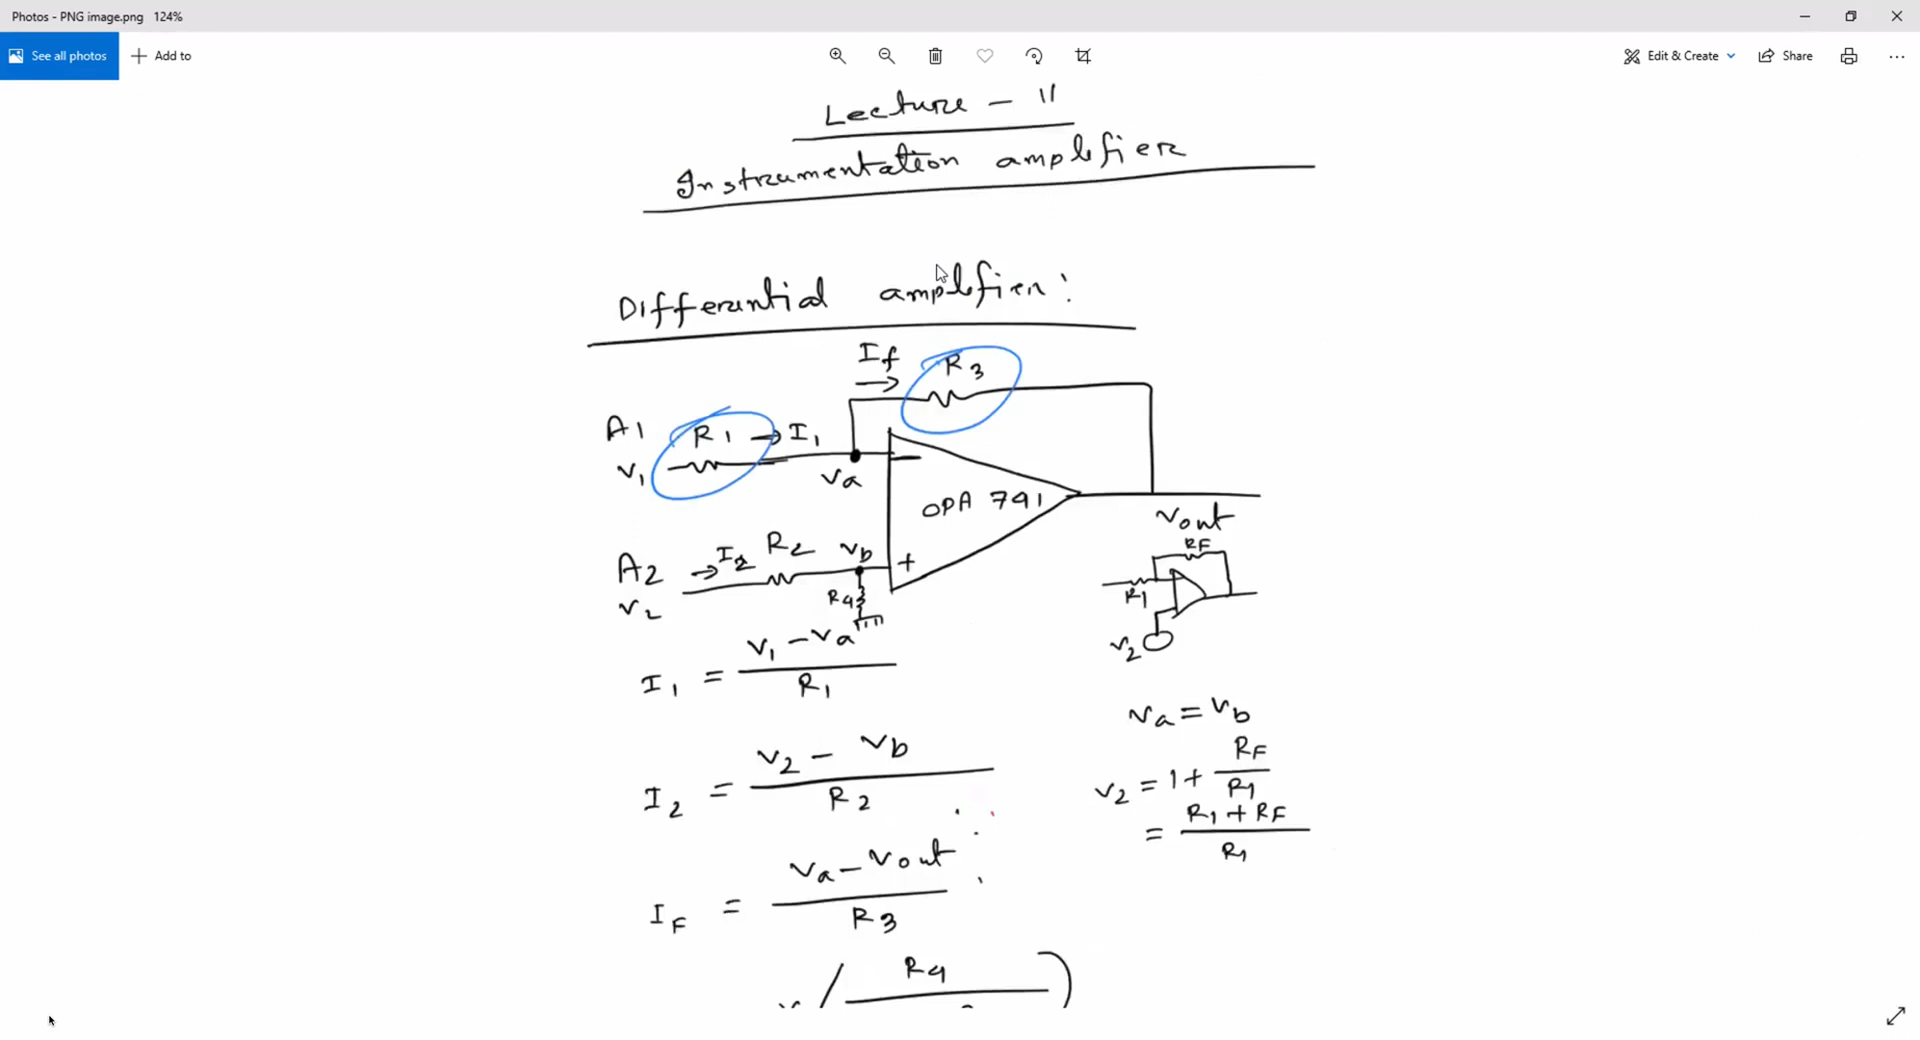 Photos - PNG image.png 124%
See all photos
Add to
Edit & Create
Share
Lecture - 11
Instrumentation amplifier
Differential amplifier:
If
R3
A1
R1 → I1
V1
Va
OPA 741
Vout
A2
I2
R2
Vb
V2
R4
RF
R1
V2
I1 = V1 - Va / R1
Va = Vb
I2 = V2 - Vb / R2
V2 = 1 + RF / R1
= R1 + RF / R1
IF = Va - Vout / R3
R4